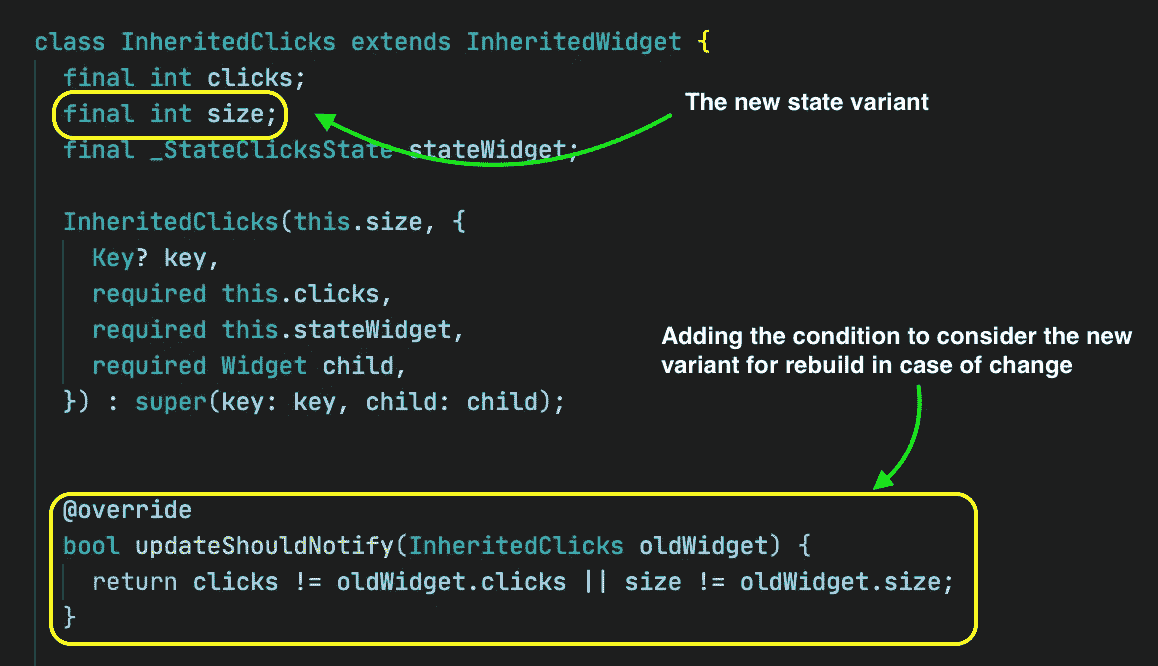 class InheritedClicks extends InheritedWidget {
final int clicks;
final int size;
The new state variant
final _StateClicksState stateWidget;
InheritedClicks(this.size, {
Key? key,
required this.clicks,
required this.stateWidget,
required Widget child,
}) : super(key: key, child: child);
Adding the condition to consider the new
variant for rebuild in case of change
@override
bool updateShouldNotify(InheritedClicks oldWidget) {
return clicks != oldWidget.clicks || size != oldWidget.size;
}